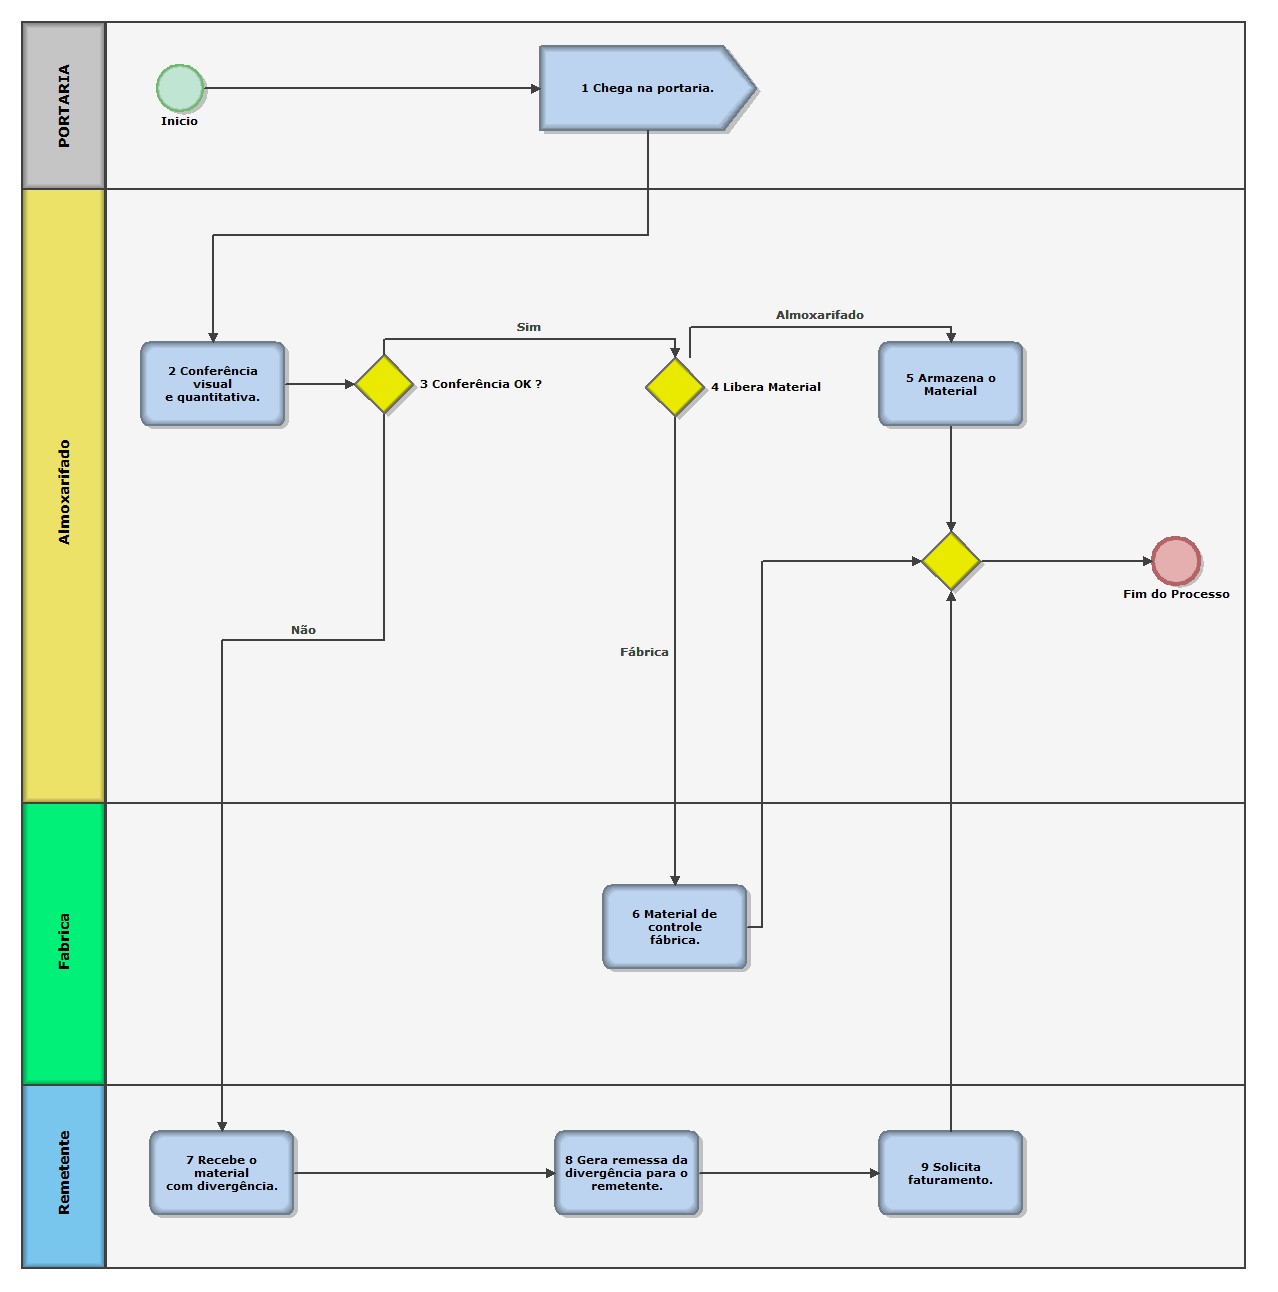 PORTARIA
Inicio
1 Chega na portaria.
Almoxarifado
Sim
Almoxarifado
2 Conferência
visual
e quantitativa.
3 Conferência OK ?
4 Libera Material
5 Armazena o
Material
Fim do Processo
Não
Fábrica
Fabrica
6 Material de
controle
fábrica.
Remetente
7 Recebe o
material
com divergência.
8 Gera remessa da
divergência para o
remetente.
9 Solicita
faturamento.